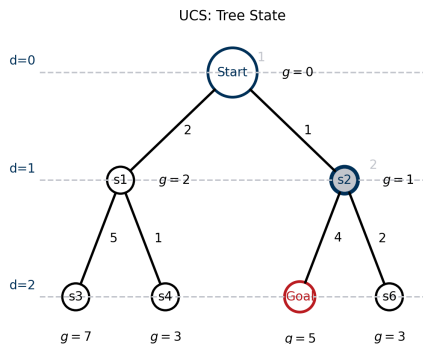 UCS: Tree State
d=0
Start
1
g=0
2
1
d=1
s1
g=2
s2
2
g=1
5
1
4
2
d=2
s3
s4
Goal
s6
g=7
g=3
g=5
g=3